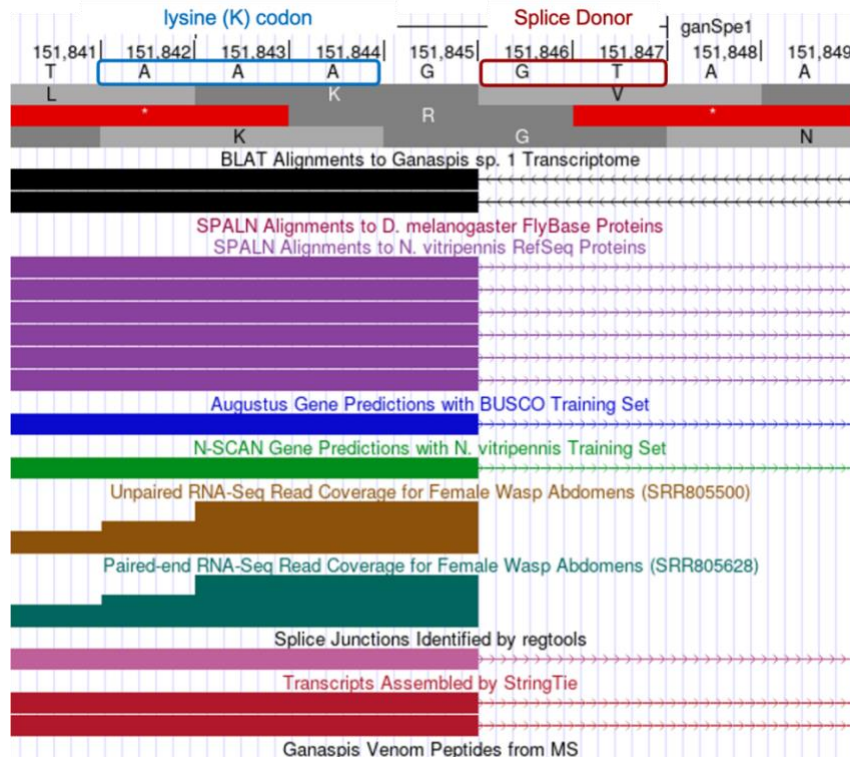 lysine (K) codon Splice Donor
ganSpe1
151,841| 151,842| 151,843| 151,844| 151,845| 151,846| 151,847| 151,848| 151,849
T A A A G G T A A
L K V
* R *
K G N
BLAT Alignments to Ganaspis sp. 1 Transcriptome
SPALN Alignments to D. melanogaster FlyBase Proteins
SPALN Alignments to N. vitripennis RefSeq Proteins
Augustus Gene Predictions with BUSCO Training Set
N-SCAN Gene Predictions with N. vitripennis Training Set
Unpaired RNA-Seq Read Coverage for Female Wasp Abdomens (SRR805500)
Paired-end RNA-Seq Read Coverage for Female Wasp Abdomens (SRR805628)
Splice Junctions Identified by regtools
Transcripts Assembled by StringTie
Ganaspis Venom Peptides from MS